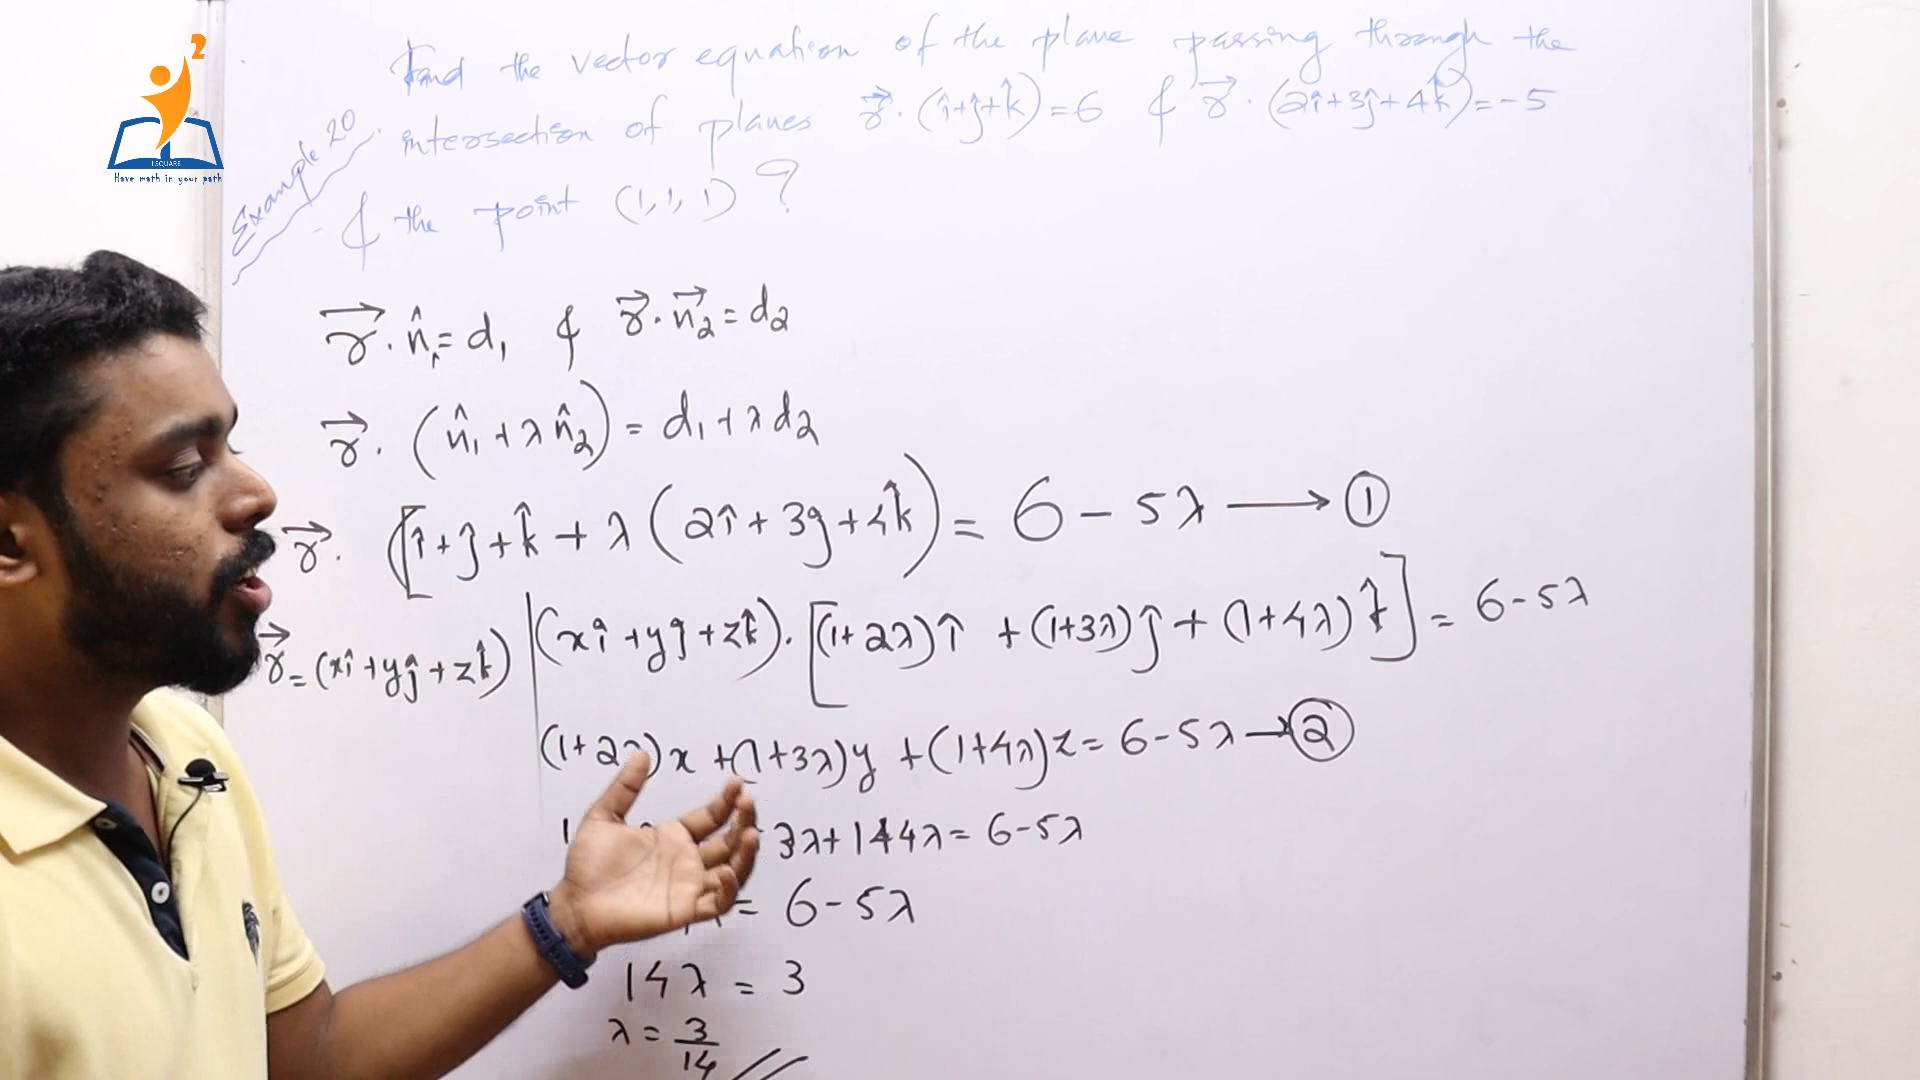 2
I SQUARE
Have math in your path
Example 20
Find the vector equation of the plane passing through the
intersection of planes r⃗ · (î+ĵ+k̂)=6 & r⃗ · (2î+3ĵ+4k̂)=-5
& the point (1,1,1) ?
r⃗ · n̂₁ = d₁ & r⃗ · n⃗₂ = d₂
r⃗ · (n̂₁ + λ n̂₂) = d₁ + λ d₂
r⃗ · [î+ĵ+k̂ + λ (2î + 3ĵ + 4k̂) = 6 - 5λ → ①
r⃗ = (xî + yĵ + zk̂) | (xî + yĵ + zk̂) · [(1+2λ)î + (1+3λ)ĵ + (1+4λ)k̂] = 6-5λ
(1+2λ)x + (1+3λ)y + (1+4λ)z = 6-5λ → ②
3λ+1+4λ = 6-5λ
= 6-5λ
14λ = 3
λ = 3/14